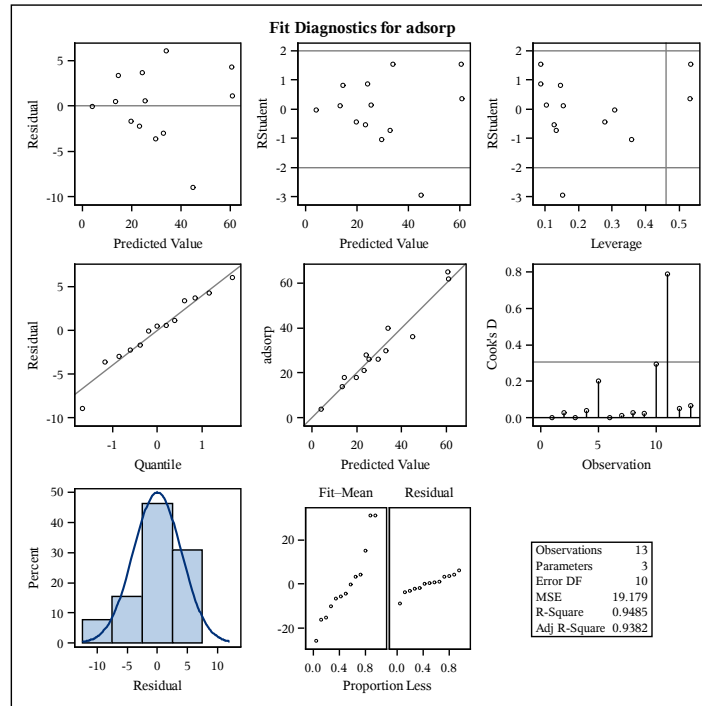 Fit Diagnostics for adsorp
Residual
5
0
-5
-10
0 20 40 60
Predicted Value
RStudent
2
1
0
-1
-2
-3
0 20 40 60
Predicted Value
RStudent
2
1
0
-1
-2
-3
0.1 0.2 0.3 0.4 0.5
Leverage
Residual
5
0
-5
-10
-1 0 1
Quantile
adsorp
60
40
20
0
0 20 40 60
Predicted Value
Cook's D
0.8
0.6
0.4
0.2
0.0
0 5 10
Observation
Percent
50
40
30
20
10
0
-10 -5 0 5 10
Residual
Fit–Mean Residual
20
0
-20
0.0 0.4 0.8 0.0 0.4 0.8
Proportion Less
Observations 13
Parameters 3
Error DF 10
MSE 19.179
R-Square 0.9485
Adj R-Square 0.9382